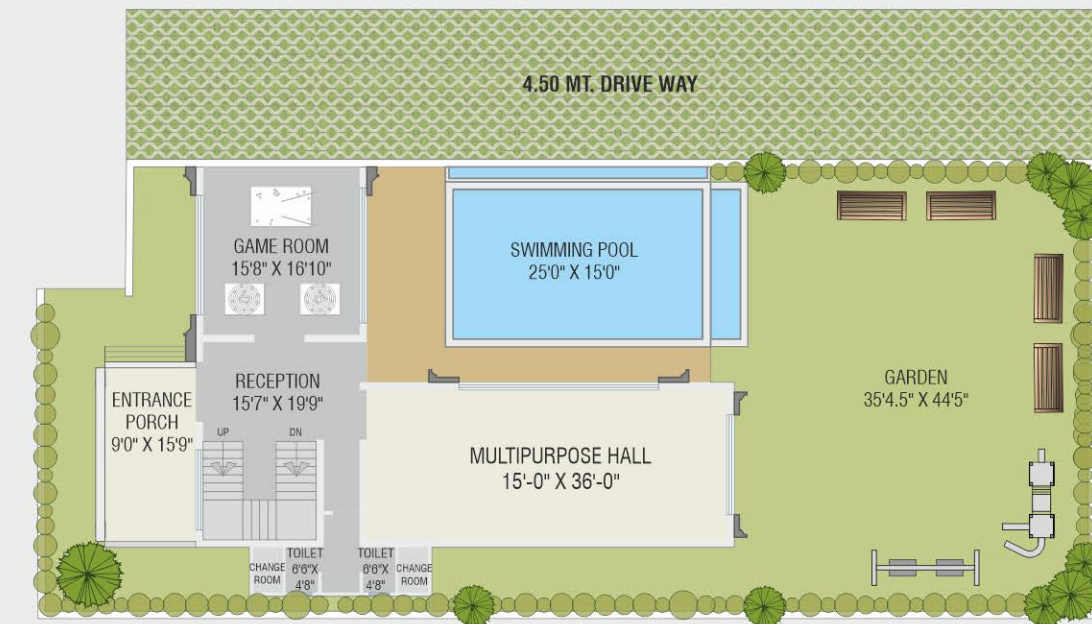 4.50 MT. DRIVE WAY
GAME ROOM
15'8" X 16'10"
SWIMMING POOL
25'0" X 15'0"
RECEPTION
15'7" X 19'9"
ENTRANCE
PORCH
9'0" X 15'9"
UP
DN
GARDEN
35'4.5" X 44'5"
MULTIPURPOSE HALL
15'-0" X 36'-0"
CHANGE
ROOM
TOILET
6'6"X
4'8"
TOILET
6'6"X
4'8"
CHANGE
ROOM